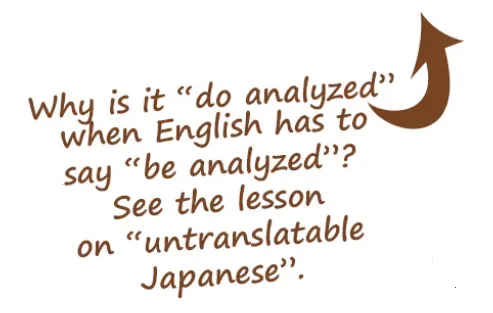 Why is it “do analyzed”
when English has to
say “be analyzed”?
See the lesson
on “untranslatable
Japanese”.